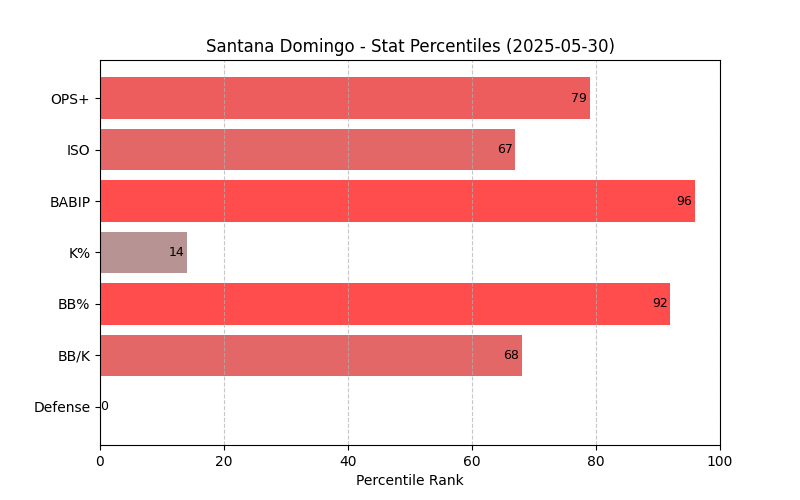 Santana Domingo - Stat Percentiles (2025-05-30)
OPS+ 79
ISO 67
BABIP 96
K% 14
BB% 92
BB/K 68
Defense 0
0 20 40 60 80 100
Percentile Rank